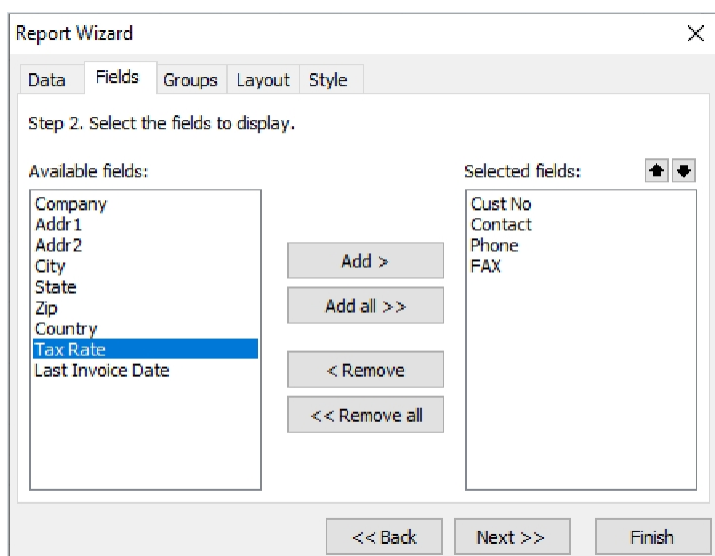 Report Wizard
Data Fields Groups Layout Style
Step 2. Select the fields to display.
Available fields:
Company
Addr1
Addr2
City
State
Zip
Country
Tax Rate
Last Invoice Date
Add >
Add all >>
< Remove
<< Remove all
Selected fields:
Cust No
Contact
Phone
FAX
<< Back Next >> Finish